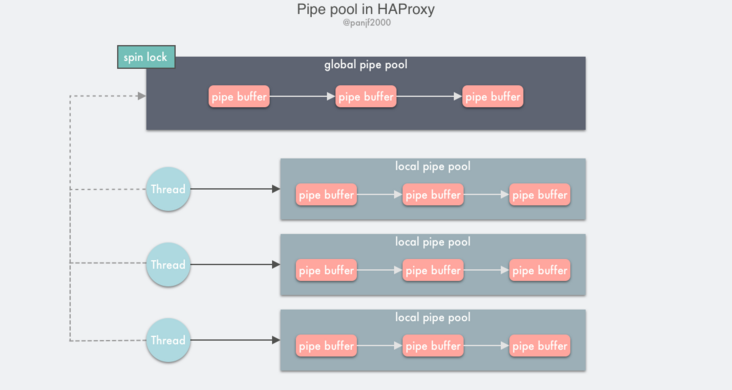 Pipe pool in HAProxy
@panjf2000
spin lock
global pipe pool
pipe buffer pipe buffer pipe buffer
local pipe pool
Thread pipe buffer pipe buffer pipe buffer
local pipe pool
Thread pipe buffer pipe buffer pipe buffer
local pipe pool
Thread pipe buffer pipe buffer pipe buffer